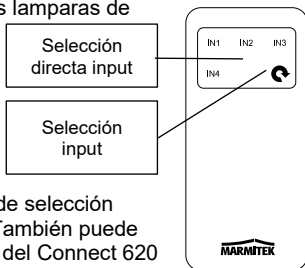 s lamparas de
Selección
directa input
IN1 IN2 IN3
IN4
Selección
input
de selección
También puede
del Connect 620
MARMITEK